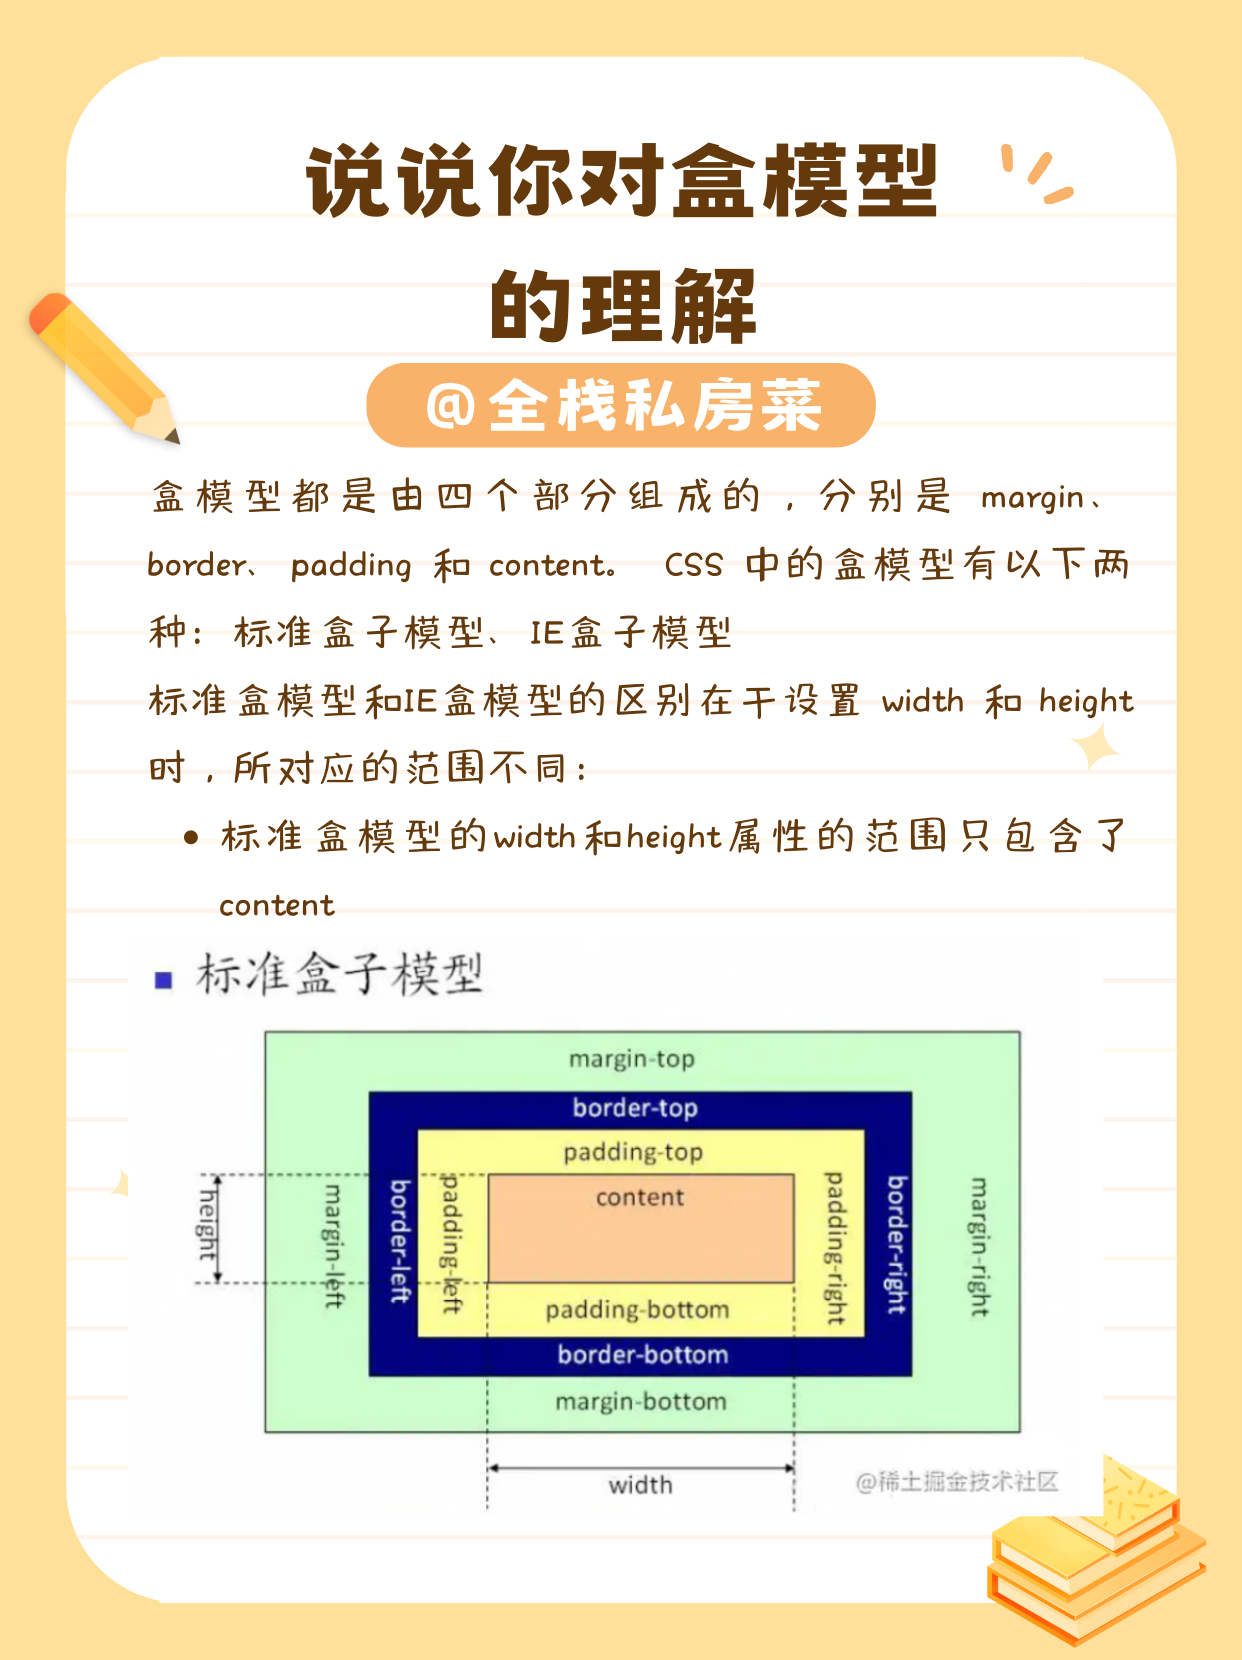 说说你对盒模型
的理解
@全栈私房菜
盒模型都是由四个部分组成的，分别是 margin、
border、 padding 和 content。 CSS 中的盒模型有以下两
种：标准盒子模型、IE盒子模型
标准盒模型和IE盒模型的区别在于设置 width 和 height
时，所对应的范围不同：
• 标准盒模型的width和height属性的范围只包含了
content
■ 标准盒子模型
margin-top
border-top
padding-top
content
height
margin-left
border-left
padding-left
padding-right
border-right
margin-right
padding-bottom
border-bottom
margin-bottom
width
@稀土掘金技术社区